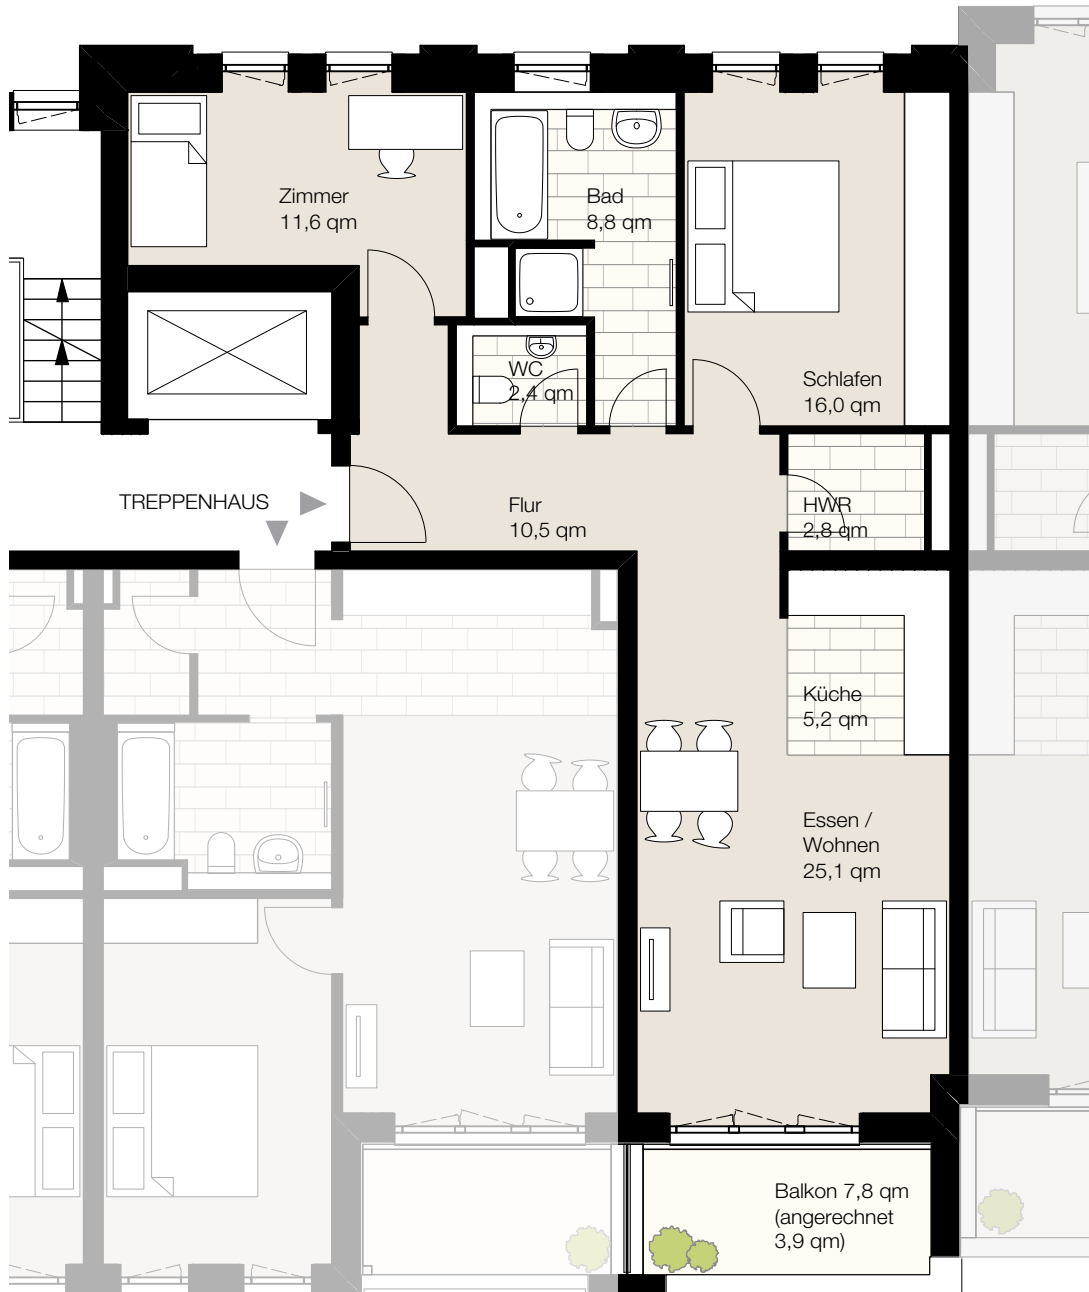 Zimmer
11,6 qm
Bad
8,8 qm
WC
2,4 qm
Schlafen
16,0 qm
TREPPENHAUS
Flur
10,5 qm
HWR
2,8 qm
Küche
5,2 qm
Essen /
Wohnen
25,1 qm
Balkon 7,8 qm
(angerechnet
3,9 qm)